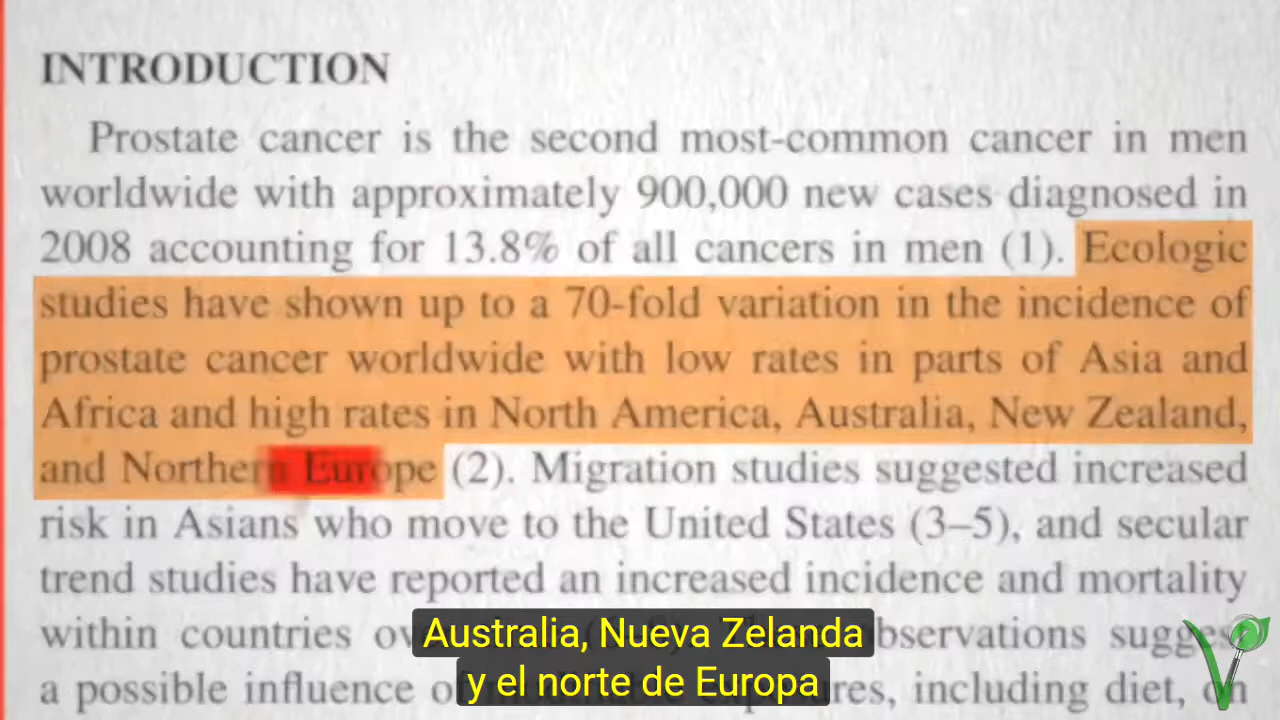 INTRODUCTION
Prostate cancer is the second most-common cancer in men
worldwide with approximately 900,000 new cases diagnosed in
2008 accounting for 13.8% of all cancers in men (1). Ecologic
studies have shown up to a 70-fold variation in the incidence of
prostate cancer worldwide with low rates in parts of Asia and
Africa and high rates in North America, Australia, New Zealand,
and Northern Europe (2). Migration studies suggested increased
risk in Asians who move to the United States (3–5), and secular
trend studies have reported an increased incidence and mortality
within countries
Australia, Nueva Zelanda
y el norte de Europa
a possible influence
including diet,